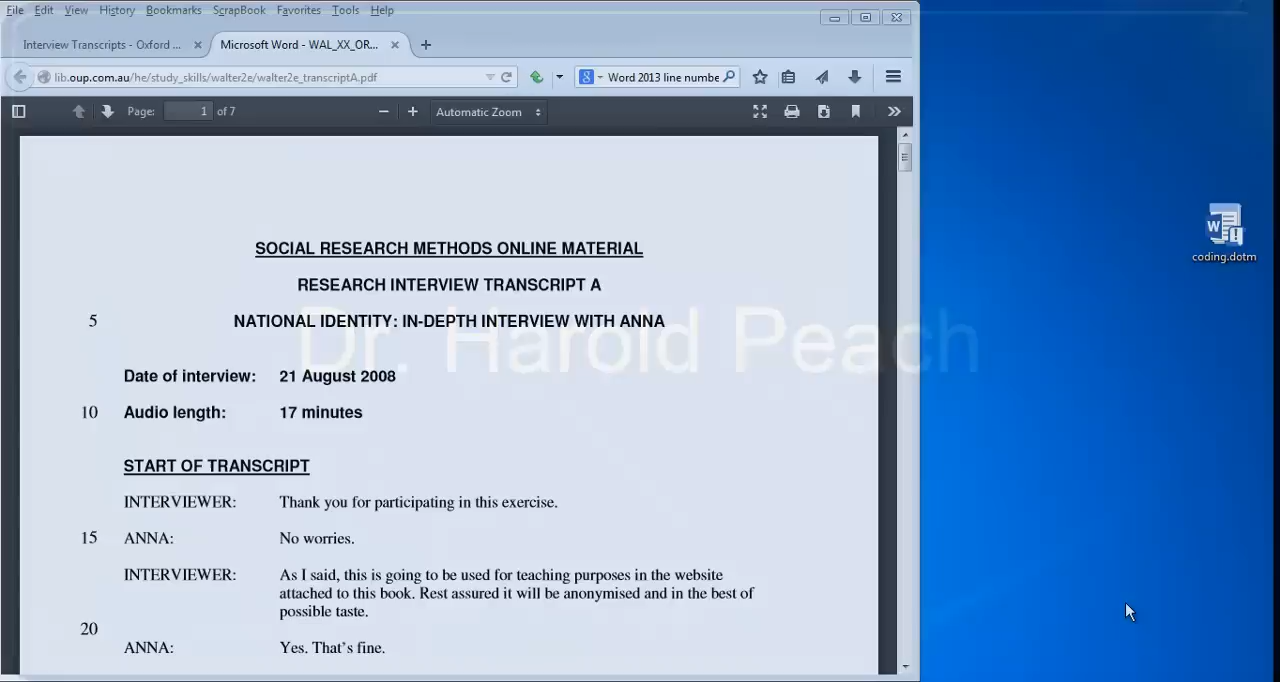 File Edit View History Bookmarks ScrapBook Favorites Tools Help
Interview Transcripts - Oxford ... Microsoft Word - WAL_XX_OR...
lib.oup.com.au/he/study_skills/walter2e/walter2e_transcriptA.pdf Word 2013 line numbe
Page: 1 of 7 Automatic Zoom
SOCIAL RESEARCH METHODS ONLINE MATERIAL
RESEARCH INTERVIEW TRANSCRIPT A
5 NATIONAL IDENTITY: IN-DEPTH INTERVIEW WITH ANNA
Dr. Harold Peach
Date of interview: 21 August 2008
10 Audio length: 17 minutes
START OF TRANSCRIPT
INTERVIEWER: Thank you for participating in this exercise.
15 ANNA: No worries.
INTERVIEWER: As I said, this is going to be used for teaching purposes in the website
attached to this book. Rest assured it will be anonymised and in the best of
possible taste.
20
ANNA: Yes. That's fine.
coding.dotm